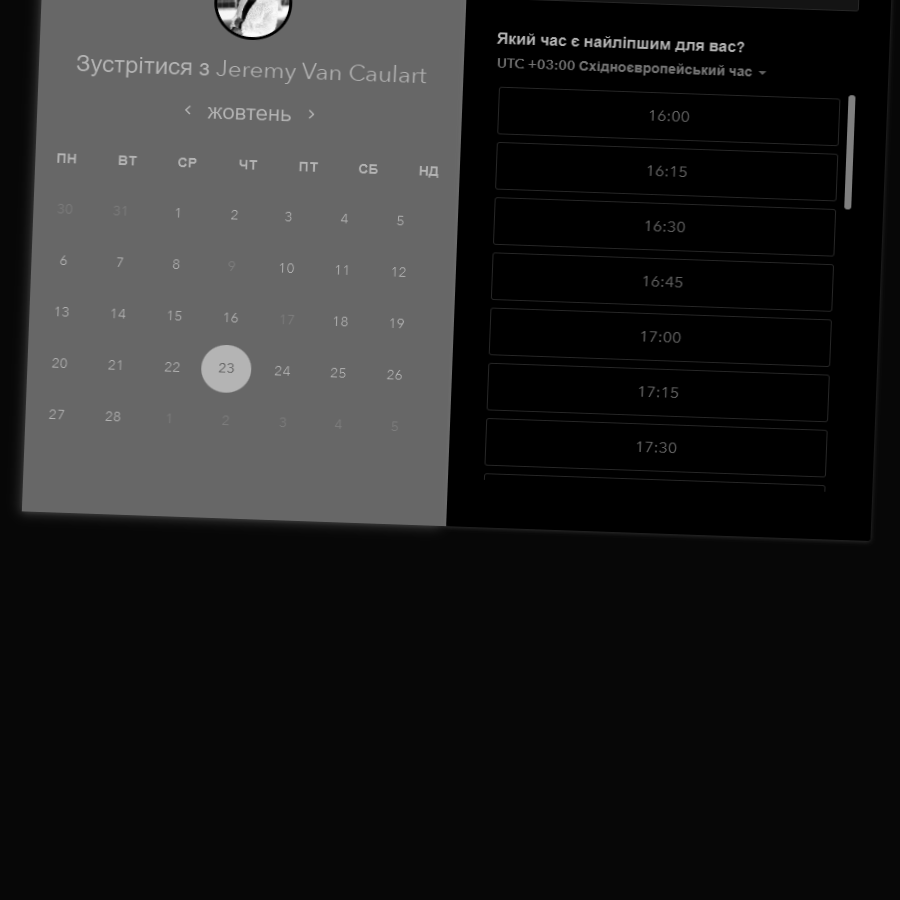 Зустрітися з Jeremy Van Caulart
‹ жовтень ›
ПН ВТ СР ЧТ ПТ СБ НД
30 31 1 2 3 4 5
6 7 8 9 10 11 12
13 14 15 16 17 18 19
20 21 22 23 24 25 26
27 28 1 2 3 4 5
Який час є найліпшим для вас?
UTC +03:00 Східноєвропейський час
16:00
16:15
16:30
16:45
17:00
17:15
17:30